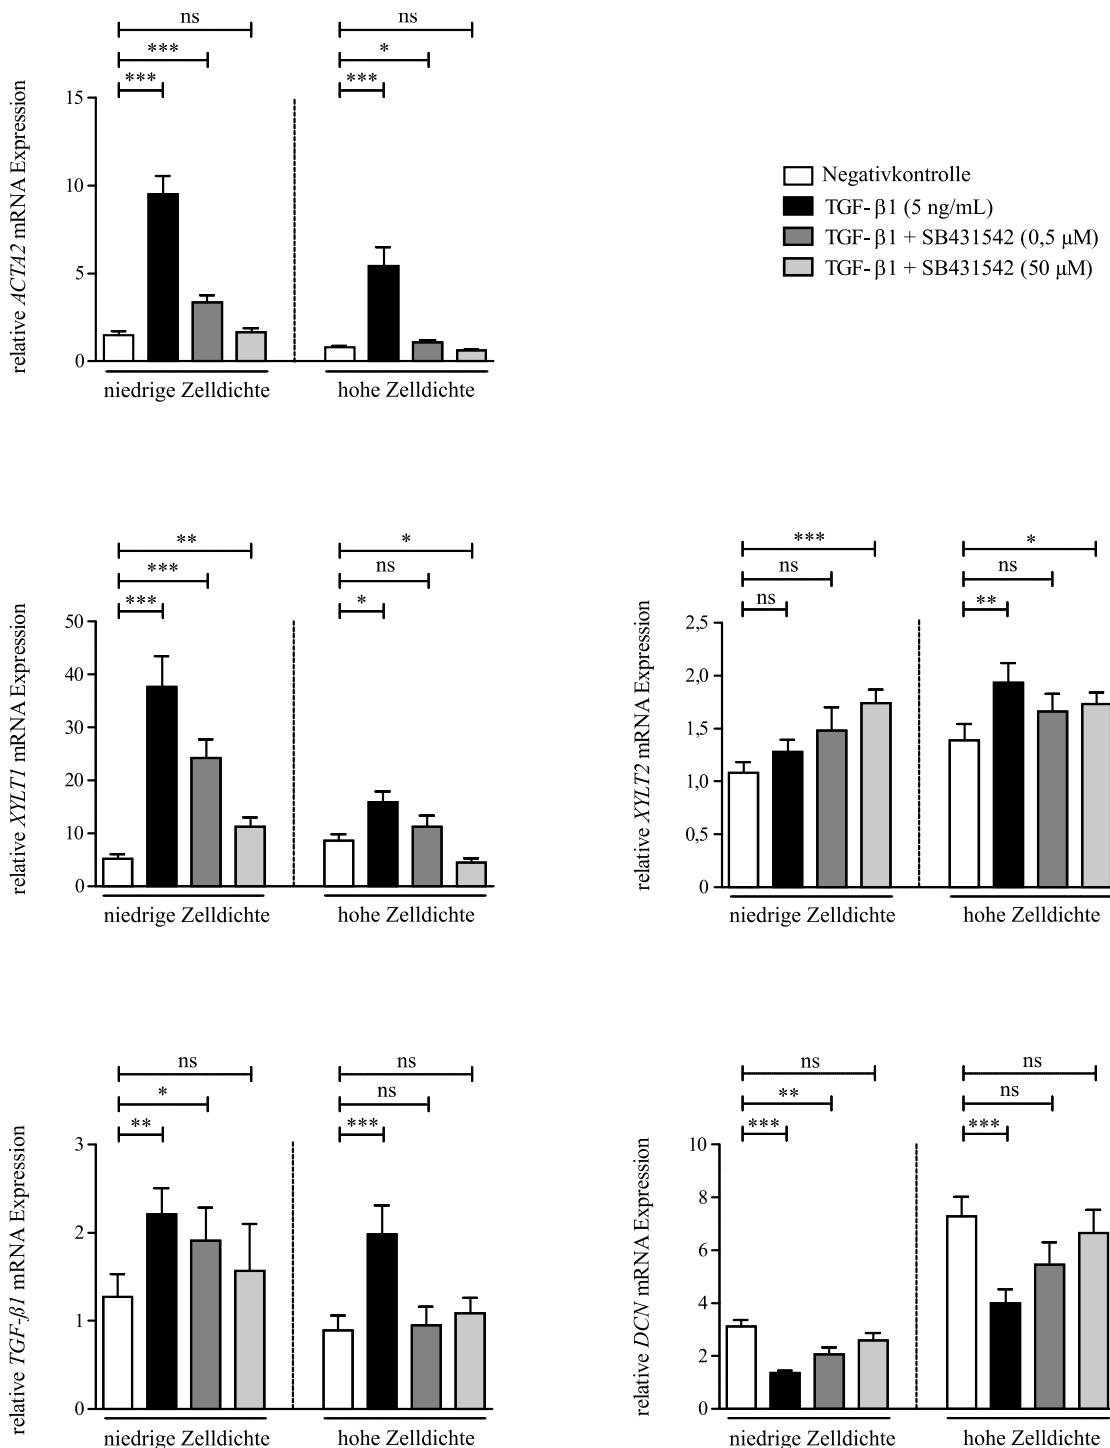 ns
***
***
ns
*
***
relative ACTA2 mRNA Expression
15
10
5
0
niedrige Zelldichte
hohe Zelldichte
Negativkontrolle
TGF-β1 (5 ng/mL)
TGF-β1 + SB431542 (0,5 μM)
TGF-β1 + SB431542 (50 μM)
**
***
***
*
ns
*
relative XYLT1 mRNA Expression
50
40
30
20
10
0
niedrige Zelldichte
hohe Zelldichte
***
ns
ns
*
ns
**
relative XYLT2 mRNA Expression
2,5
2,0
1,5
1,0
0,5
0
niedrige Zelldichte
hohe Zelldichte
ns
*
**
ns
ns
***
relative TGF-β1 mRNA Expression
3
2
1
0
niedrige Zelldichte
hohe Zelldichte
ns
**
***
ns
ns
***
relative DCN mRNA Expression
10
8
6
4
2
0
niedrige Zelldichte
hohe Zelldichte